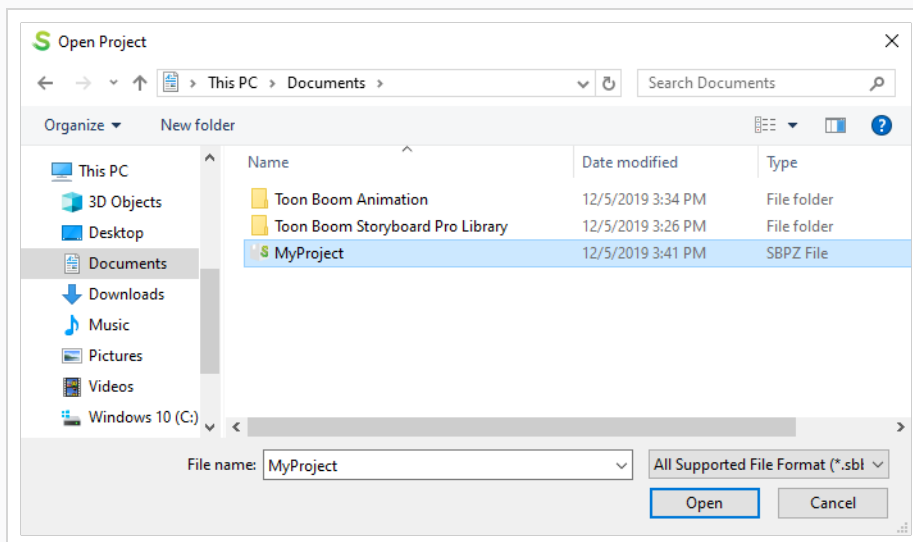 Open Project
This PC > Documents >
Search Documents
Organize
New folder
Name Date modified Type
This PC
3D Objects
Desktop
Documents
Downloads
Music
Pictures
Videos
Windows 10 (C:)
Toon Boom Animation 12/5/2019 3:34 PM File folder
Toon Boom Storyboard Pro Library 12/5/2019 3:26 PM File folder
MyProject 12/5/2019 3:41 PM SBPZ File
File name: MyProject
All Supported File Format (*.sbl
Open
Cancel